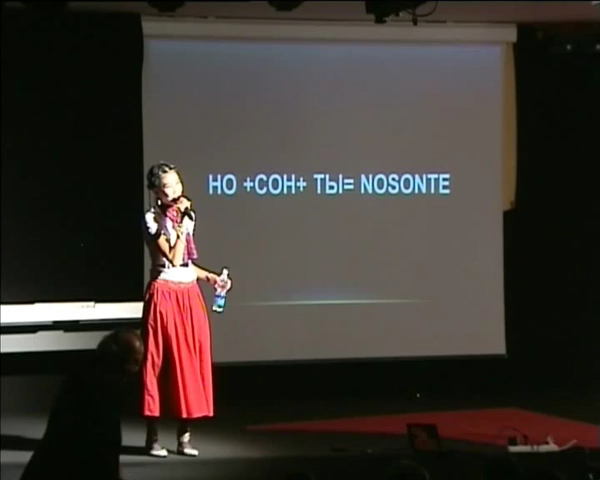 НО +СОН+ ТЫ= NOSONTE